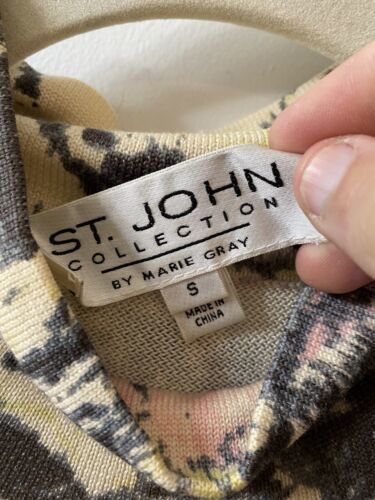 ST. JOHN
COLLECTION
BY MARIE GRAY
S
MADE IN
CHINA